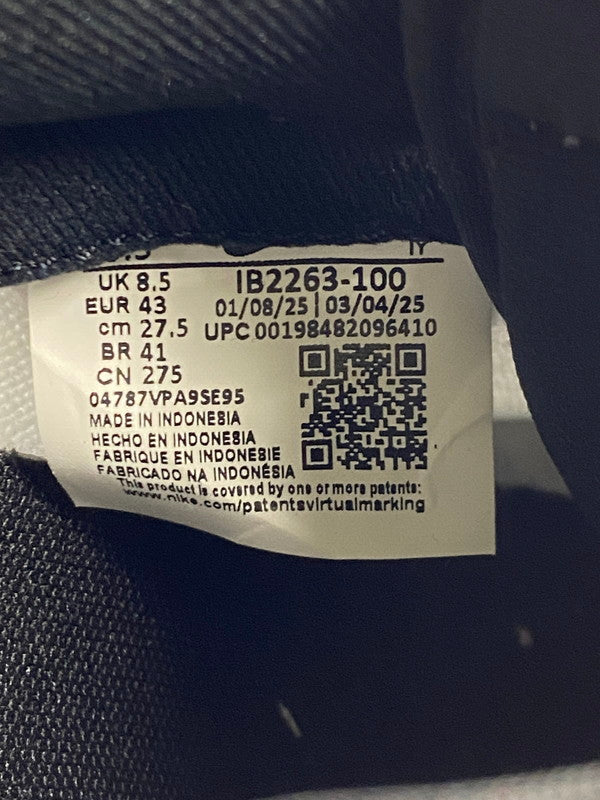 IY
UK 8.5 IB2263-100
EUR 43 01/08/25 | 03/04/25
cm 27.5 UPC 00198482096410
BR 41
CN 275
04787VPA9SE95
MADE IN INDONESIA
HECHO EN INDONESIA
FABRIQUE EN INDONESIE
FABRICADO NA INDONÉSIA
This product is covered by one or more patents:
www.nike.com/patentsvirtualmarking